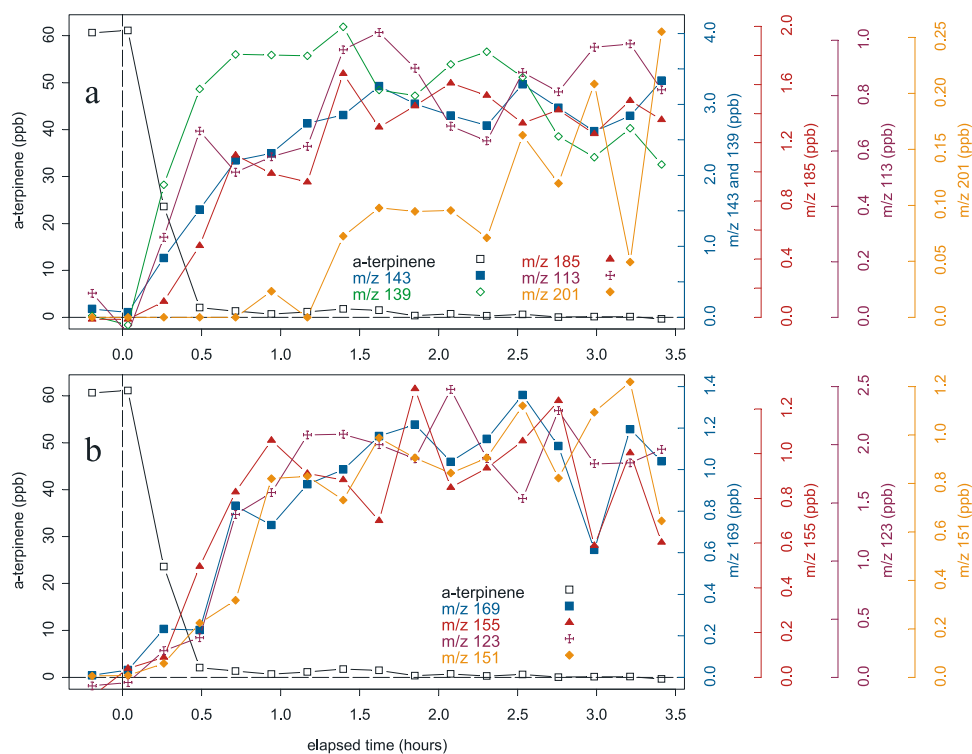 a
a-terpinene (ppb)
0 10 20 30 40 50 60
0.0 0.5 1.0 1.5 2.0 2.5 3.0 3.5
a-terpinene
m/z 143
m/z 139
m/z 185
m/z 113
m/z 201
0.0 1.0 2.0 3.0 4.0
m/z 143 and 139 (ppb)
0.0 0.4 0.8 1.2 1.6 2.0
m/z 185 (ppb)
0.0 0.2 0.4 0.6 0.8 1.0
m/z 113 (ppb)
0.00 0.05 0.10 0.15 0.20 0.25
m/z 201 (ppb)
b
a-terpinene (ppb)
0 10 20 30 40 50 60
0.0 0.5 1.0 1.5 2.0 2.5 3.0 3.5
elapsed time (hours)
a-terpinene
m/z 169
m/z 155
m/z 123
m/z 151
0.0 0.2 0.4 0.6 0.8 1.0 1.2 1.4
m/z 169 (ppb)
0.0 0.2 0.4 0.6 0.8 1.0 1.2
m/z 155 (ppb)
0.0 0.5 1.0 1.5 2.0 2.5
m/z 123 (ppb)
0.0 0.2 0.4 0.6 0.8 1.0 1.2
m/z 151 (ppb)